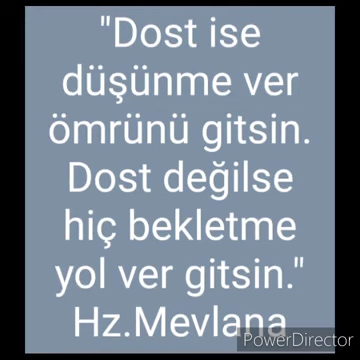 "Dost ise
düşünme ver
ömrünü gitsin.
Dost değilse
hiç bekletme
yol ver gitsin."
Hz.Mevlana
PowerDirector